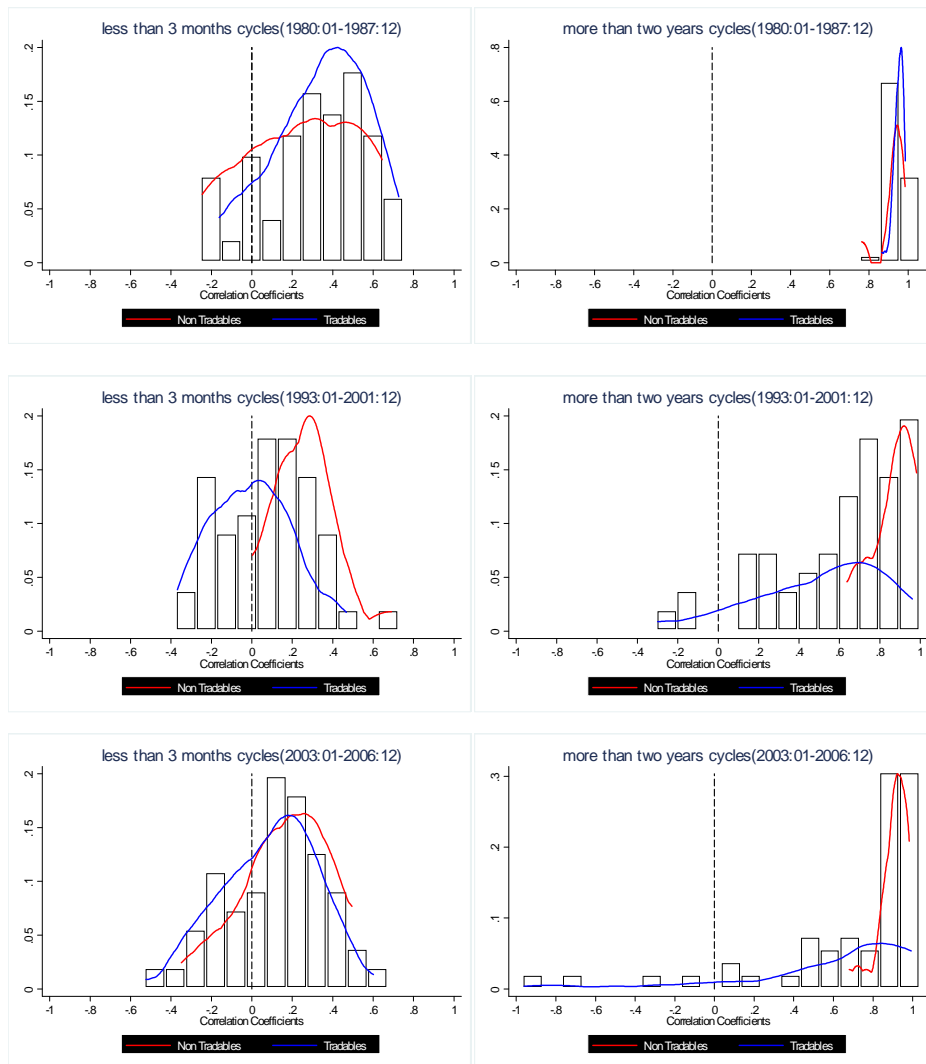 less than 3 months cycles(1980:01-1987:12)
.2
.15
.1
.05
0
-1 -.8 -.6 -.4 -.2 0 .2 .4 .6 .8 1
Correlation Coefficients
Non Tradables Tradables
more than two years cycles(1980:01-1987:12)
.8
.6
.4
.2
0
-1 -.8 -.6 -.4 -.2 0 .2 .4 .6 .8 1
Correlation Coefficients
Non Tradables Tradables
less than 3 months cycles(1993:01-2001:12)
.2
.15
.1
.05
0
-1 -.8 -.6 -.4 -.2 0 .2 .4 .6 .8 1
Correlation Coefficients
Non Tradables Tradables
more than two years cycles(1993:01-2001:12)
.2
.15
.1
.05
0
-1 -.8 -.6 -.4 -.2 0 .2 .4 .6 .8 1
Correlation Coefficients
Non Tradables Tradables
less than 3 months cycles(2003:01-2006:12)
.2
.15
.1
.05
0
-1 -.8 -.6 -.4 -.2 0 .2 .4 .6 .8 1
Correlation Coefficients
Non Tradables Tradables
more than two years cycles(2003:01-2006:12)
.3
.2
.1
0
-1 -.8 -.6 -.4 -.2 0 .2 .4 .6 .8 1
Correlation Coefficients
Non Tradables Tradables